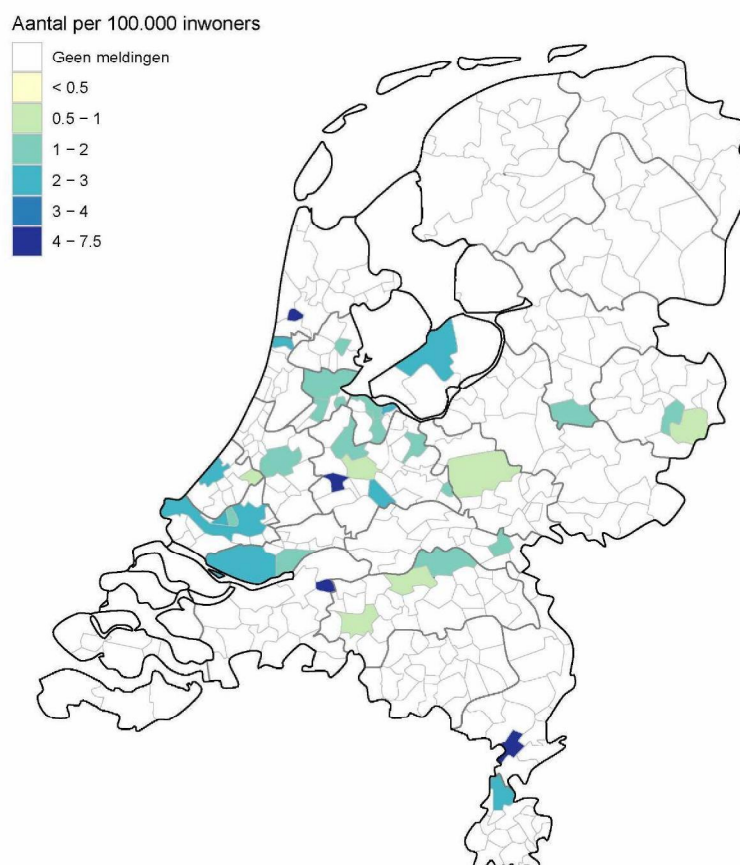 Aantal per 100.000 inwoners
Geen meldingen
< 0.5
0.5 – 1
1 – 2
2 – 3
3 – 4
4 – 7.5